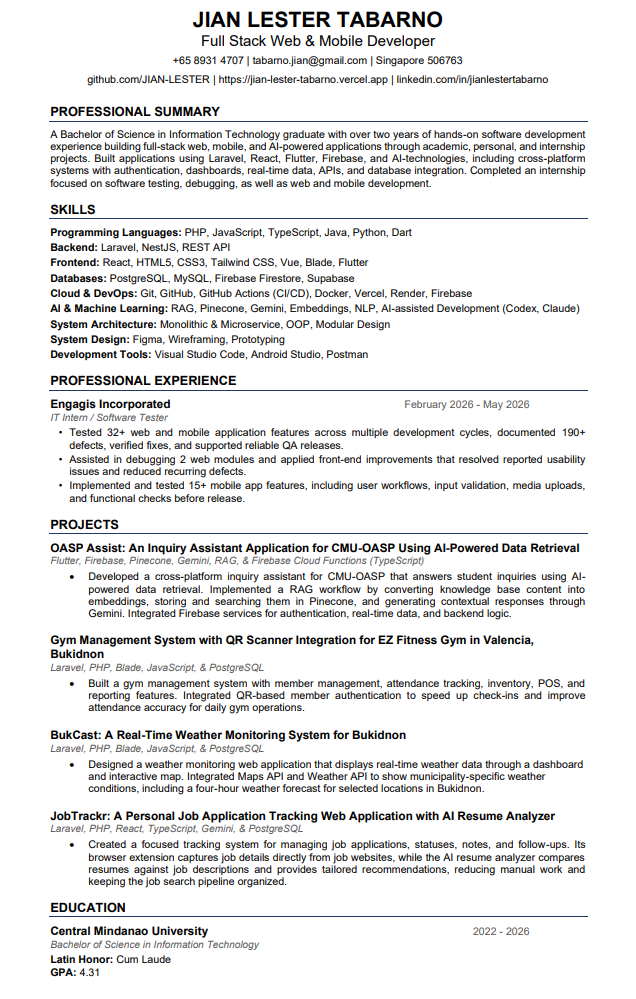 JIAN LESTER TABARNO
Full Stack Web & Mobile Developer
+65 8931 4707 | tabarno.jian@gmail.com | Singapore 506763
github.com/JIAN-LESTER | https://jian-lester-tabarno.vercel.app | linkedin.com/in/jianlestertabarno
PROFESSIONAL SUMMARY
A Bachelor of Science in Information Technology graduate with over two years of hands-on software development
experience building full-stack web, mobile, and AI-powered applications through academic, personal, and internship
projects. Built applications using Laravel, React, Flutter, Firebase, and AI-technologies, including cross-platform
systems with authentication, dashboards, real-time data, APIs, and database integration. Completed an internship
focused on software testing, debugging, as well as web and mobile development.
SKILLS
Programming Languages: PHP, JavaScript, TypeScript, Java, Python, Dart
Backend: Laravel, NestJS, REST API
Frontend: React, HTML5, CSS3, Tailwind CSS, Vue, Blade, Flutter
Databases: PostgreSQL, MySQL, Firebase Firestore, Supabase
Cloud & DevOps: Git, GitHub, GitHub Actions (CI/CD), Docker, Vercel, Render, Firebase
AI & Machine Learning: RAG, Pinecone, Gemini, Embeddings, NLP, AI-assisted Development (Codex, Claude)
System Architecture: Monolithic & Microservice, OOP, Modular Design
System Design: Figma, Wireframing, Prototyping
Development Tools: Visual Studio Code, Android Studio, Postman
PROFESSIONAL EXPERIENCE
Engagis Incorporated February 2026 - May 2026
IT Intern / Software Tester
• Tested 32+ web and mobile application features across multiple development cycles, documented 190+
defects, verified fixes, and supported reliable QA releases.
• Assisted in debugging 2 web modules and applied front-end improvements that resolved reported usability
issues and reduced recurring defects.
• Implemented and tested 15+ mobile app features, including user workflows, input validation, media uploads,
and functional checks before release.
PROJECTS
OASP Assist: An Inquiry Assistant Application for CMU-OASP Using AI-Powered Data Retrieval
Flutter, Firebase, Pinecone, Gemini, RAG, & Firebase Cloud Functions (TypeScript)
• Developed a cross-platform inquiry assistant for CMU-OASP that answers student inquiries using AI-
powered data retrieval. Implemented a RAG workflow by converting knowledge base content into
embeddings, storing and searching them in Pinecone, and generating contextual responses through
Gemini. Integrated Firebase services for authentication, real-time data, and backend logic.
Gym Management System with QR Scanner Integration for EZ Fitness Gym in Valencia,
Bukidnon
Laravel, PHP, Blade, JavaScript, & PostgreSQL
• Built a gym management system with member management, attendance tracking, inventory, POS, and
reporting features. Integrated QR-based member authentication to speed up check-ins and improve
attendance accuracy for daily gym operations.
BukCast: A Real-Time Weather Monitoring System for Bukidnon
Laravel, PHP, Blade, JavaScript, & PostgreSQL
• Designed a weather monitoring web application that displays real-time weather data through a dashboard
and interactive map. Integrated Maps API and Weather API to show municipality-specific weather
conditions, including a four-hour weather forecast for selected locations in Bukidnon.
JobTrackr: A Personal Job Application Tracking Web Application with AI Resume Analyzer
Laravel, PHP, React, TypeScript, Gemini, & PostgreSQL
• Created a focused tracking system for managing job applications, statuses, notes, and follow-ups. Its
browser extension captures job details directly from job websites, while the AI resume analyzer compares
resumes against job descriptions and provides tailored recommendations, reducing manual work and
keeping the job search pipeline organized.
EDUCATION
Central Mindanao University 2022 - 2026
Bachelor of Science in Information Technology
Latin Honor: Cum Laude
GPA: 4.31